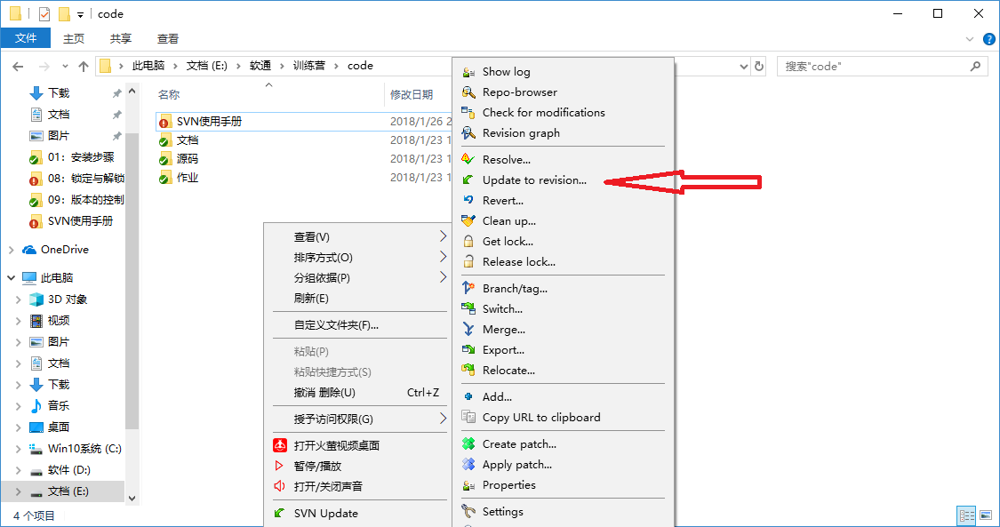 code
文件 主页 共享 查看
此电脑 文档 (E:) 软通 训练营 code 搜索"code"
下载
文档
图片
01：安装步骤
08：锁定与解锁
09：版本的控制
SVN使用手册
OneDrive
此电脑
3D 对象
视频
图片
文档
下载
音乐
桌面
Win10系统 (C:)
软件 (D:)
文档 (E:)
名称 修改日期
SVN使用手册 2018/1/26 2
文档 2018/1/23 1
源码 2018/1/23 1
作业 2018/1/23 1
查看(V)
排序方式(O)
分组依据(P)
刷新(E)
自定义文件夹(F)...
粘贴(P)
粘贴快捷方式(S)
撤消 删除(U) Ctrl+Z
授予访问权限(G)
打开火萤视频桌面
暂停/播放
打开/关闭声音
SVN Update
Show log
Repo-browser
Check for modifications
Revision graph
Resolve...
Update to revision...
Revert...
Clean up...
Get lock...
Release lock...
Branch/tag...
Switch...
Merge...
Export...
Relocate...
Add...
Copy URL to clipboard
Create patch...
Apply patch...
Properties
Settings
4 个项目